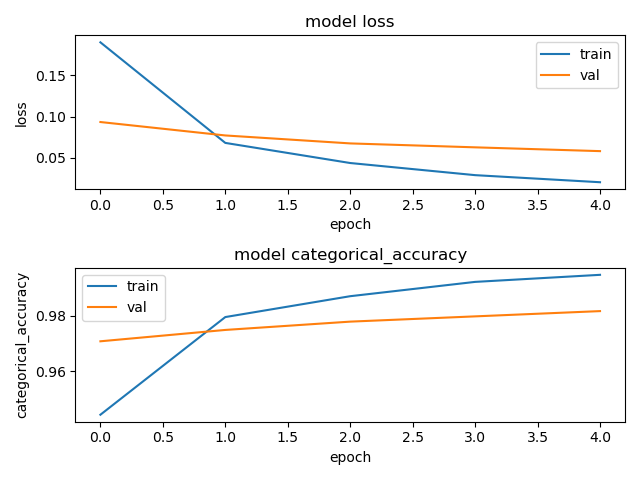 model loss
loss
0.15
0.10
0.05
train
val
0.0 0.5 1.0 1.5 2.0 2.5 3.0 3.5 4.0
epoch
model categorical_accuracy
categorical_accuracy
0.98
0.96
train
val
0.0 0.5 1.0 1.5 2.0 2.5 3.0 3.5 4.0
epoch